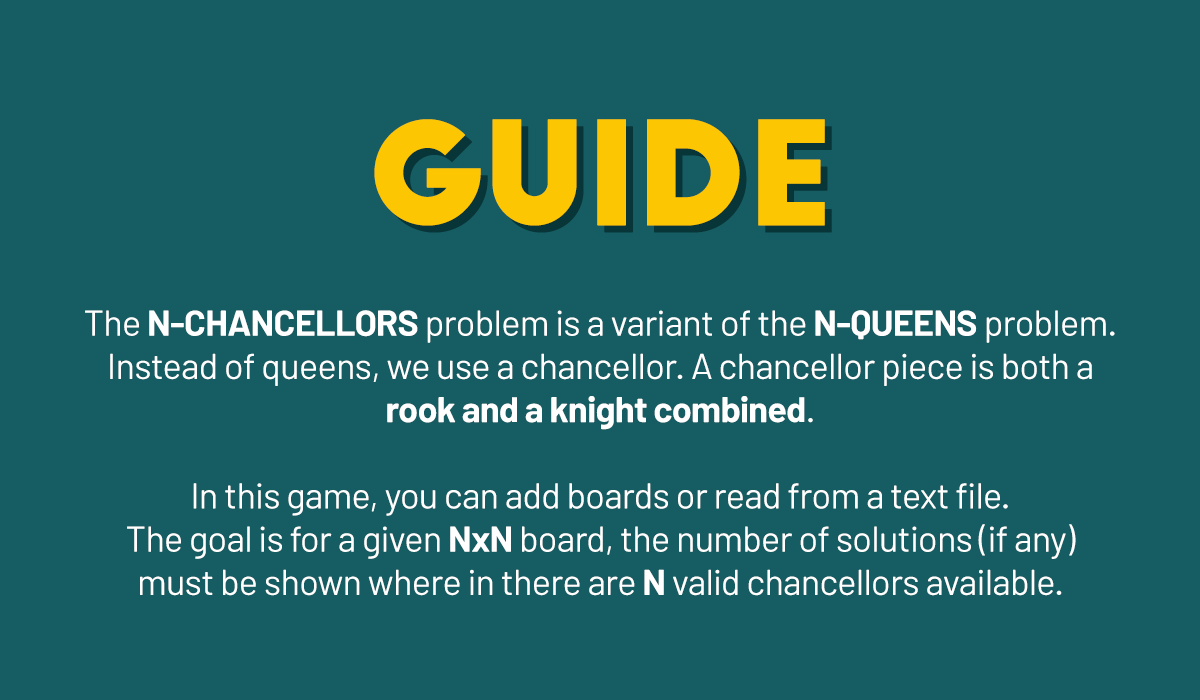 GUIDE
The N-CHANCELLORS problem is a variant of the N-QUEENS problem.
Instead of queens, we use a chancellor. A chancellor piece is both a
rook and a knight combined.
In this game, you can add boards or read from a text file.
The goal is for a given NxN board, the number of solutions (if any)
must be shown where in there are N valid chancellors available.